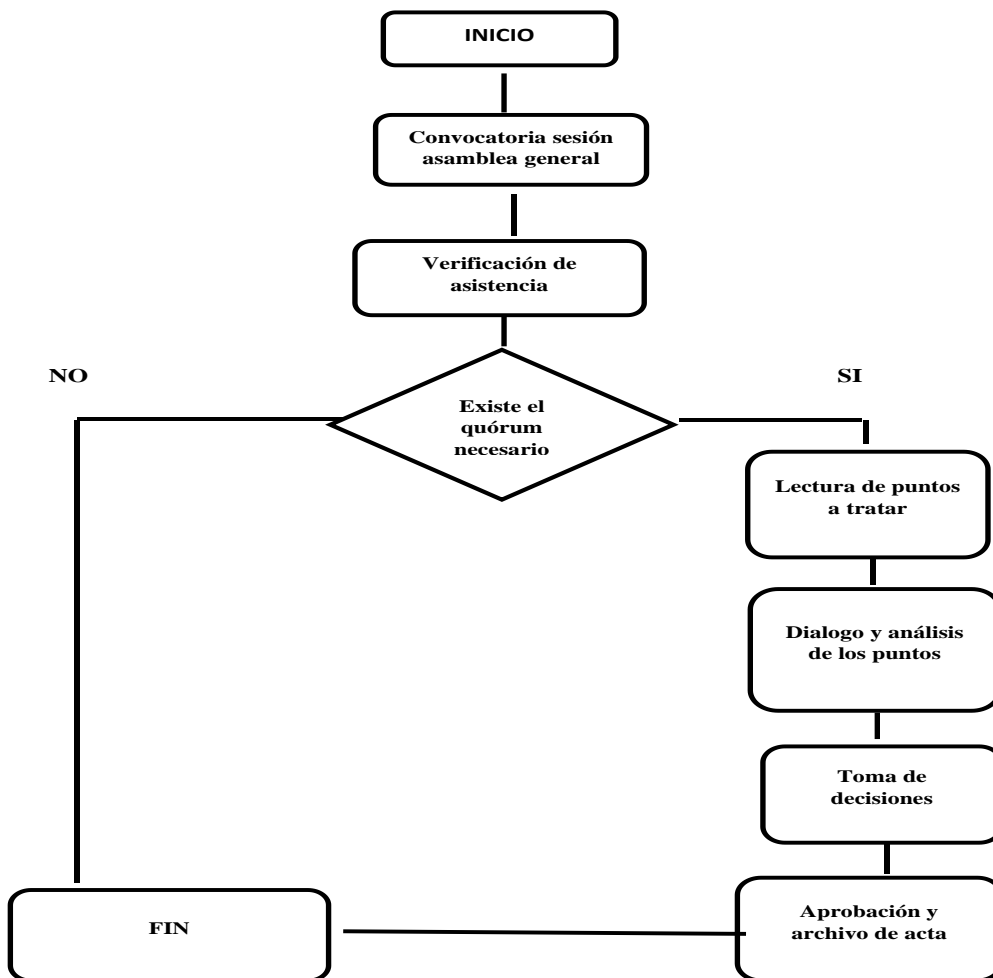 INICIO
Convocatoria sesión
asamblea general
Verificación de
asistencia
NO
SI
Existe el
quórum
necesario
Lectura de puntos
a tratar
Dialogo y análisis
de los puntos
Toma de
decisiones
Aprobación y
archivo de acta
FIN